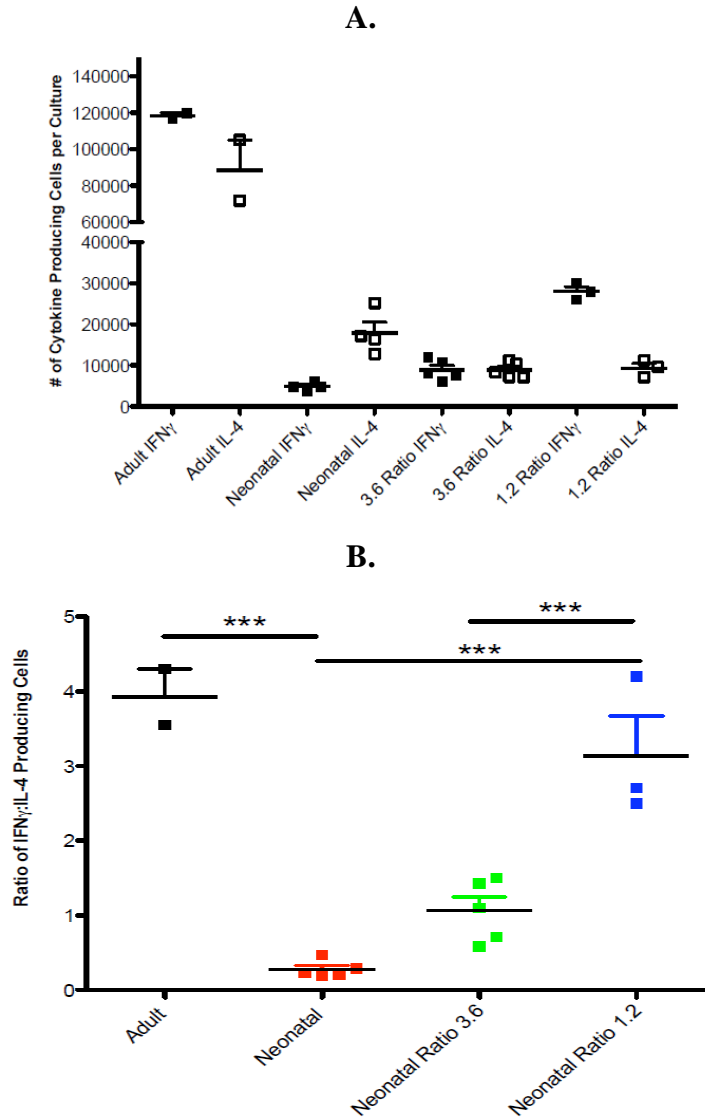 A.
# of Cytokine Producing Cells per Culture
140000
120000
100000
80000
60000
40000
30000
20000
10000
0
Adult IFNγ
Adult IL-4
Neonatal IFNγ
Neonatal IL-4
3.6 Ratio IFNγ
3.6 Ratio IL-4
1.2 Ratio IFNγ
1.2 Ratio IL-4
B.
Ratio of IFNγ:IL-4 Producing Cells
5
4
3
2
1
0
***
***
***
Adult
Neonatal
Neonatal Ratio 3.6
Neonatal Ratio 1.2